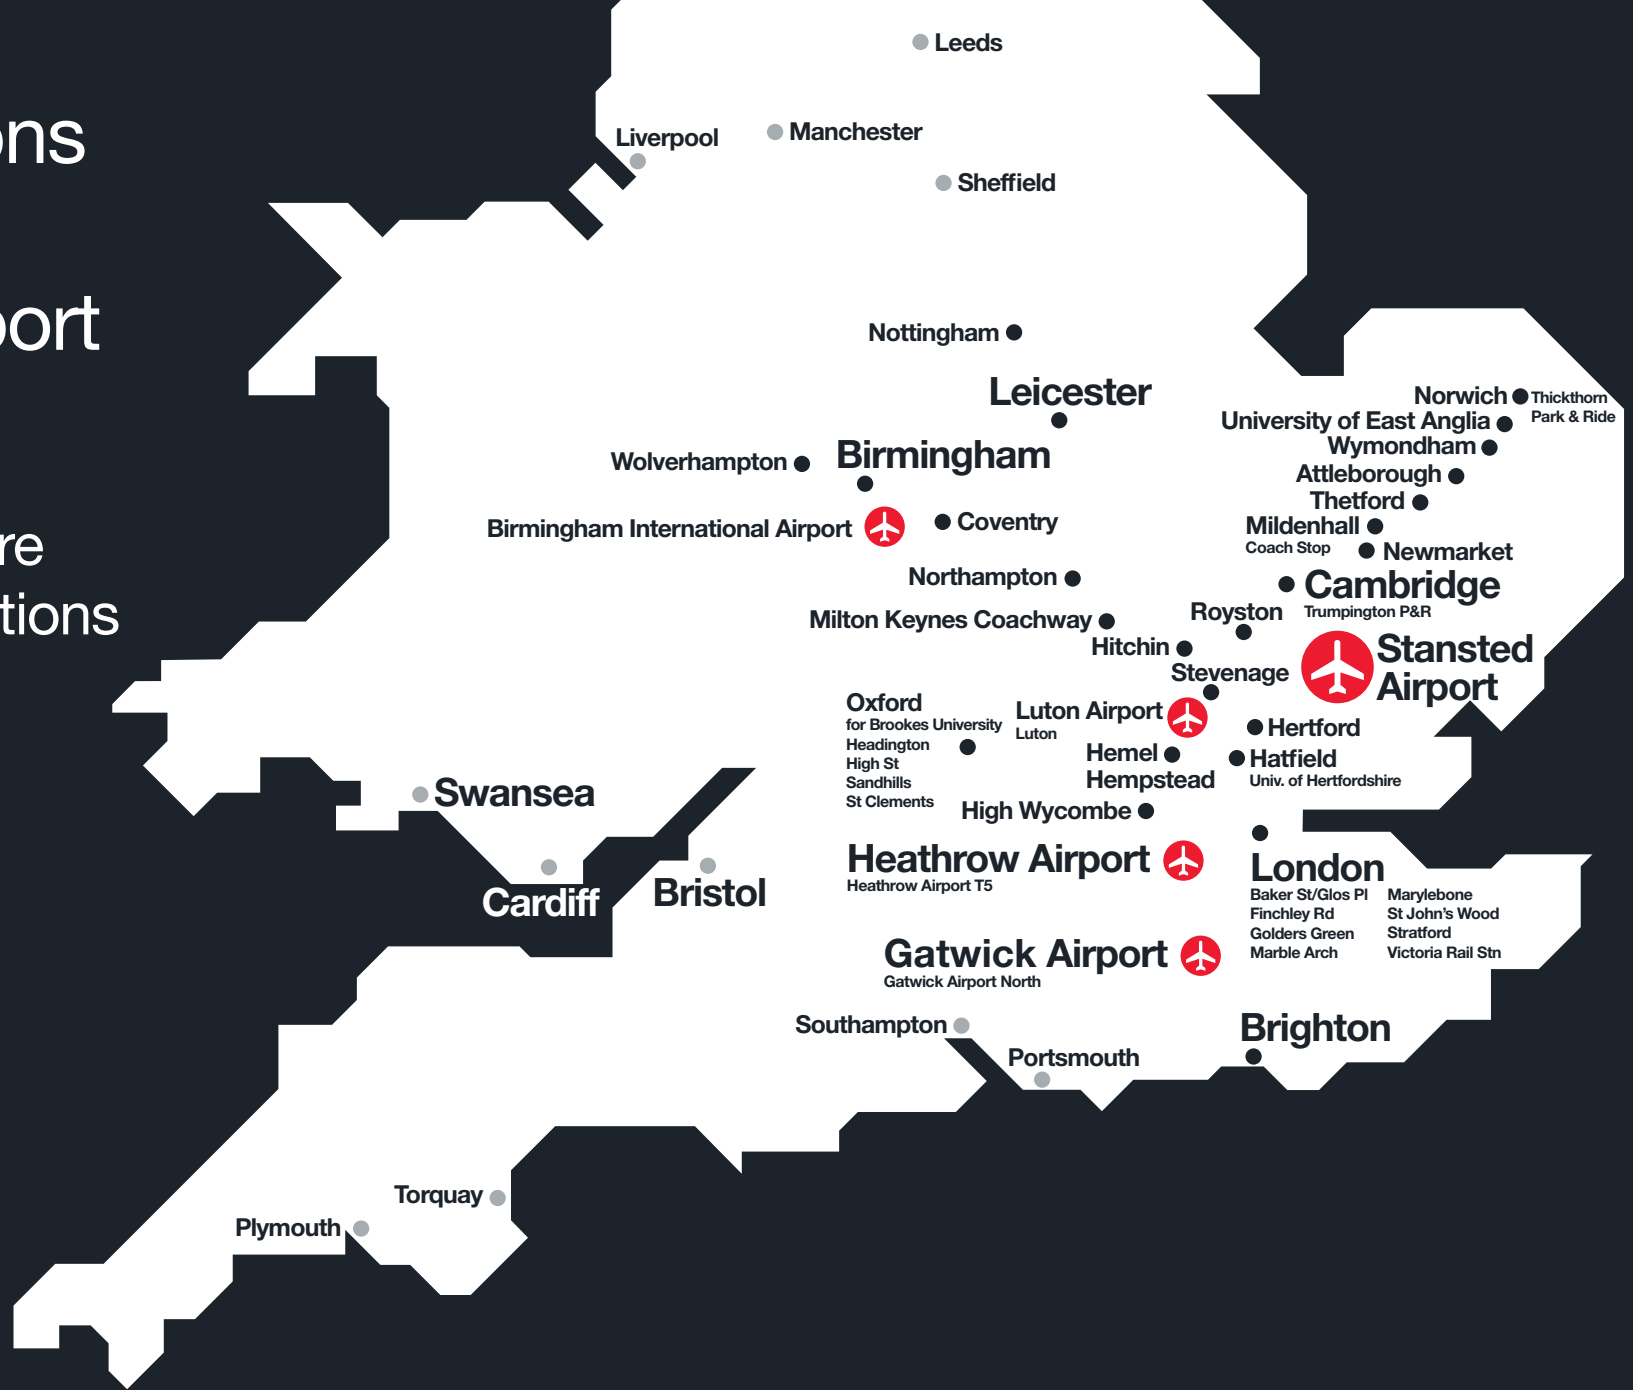 ons
port
re
tions
Leeds
Liverpool
Manchester
Sheffield
Nottingham
Leicester
Wolverhampton
Birmingham
Birmingham International Airport
Coventry
Norwich
Thickthorn
Park & Ride
University of East Anglia
Wymondham
Attleborough
Thetford
Mildenhall
Coach Stop
Newmarket
Northampton
Cambridge
Trumpington P&R
Milton Keynes Coachway
Royston
Hitchin
Stevenage
Stansted
Airport
Oxford
for Brookes University
Headington
High St
Sandhills
St Clements
Luton Airport
Luton
Hertford
Hemel
Hempstead
Hatfield
Univ. of Hertfordshire
High Wycombe
Swansea
Cardiff
Bristol
Heathrow Airport
Heathrow Airport T5
London
Baker St/Glos Pl
Finchley Rd
Golders Green
Marble Arch
Marylebone
St John's Wood
Stratford
Victoria Rail Stn
Gatwick Airport
Gatwick Airport North
Southampton
Portsmouth
Brighton
Torquay
Plymouth